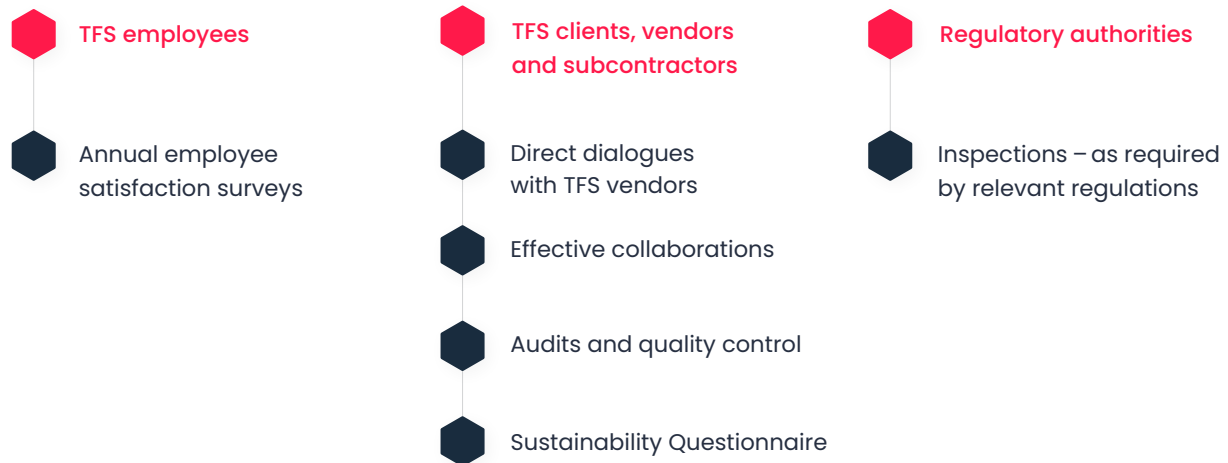 TFS employees
Annual employee
satisfaction surveys
TFS clients, vendors
and subcontractors
Direct dialogues
with TFS vendors
Effective collaborations
Audits and quality control
Sustainability Questionnaire
Regulatory authorities
Inspections – as required
by relevant regulations